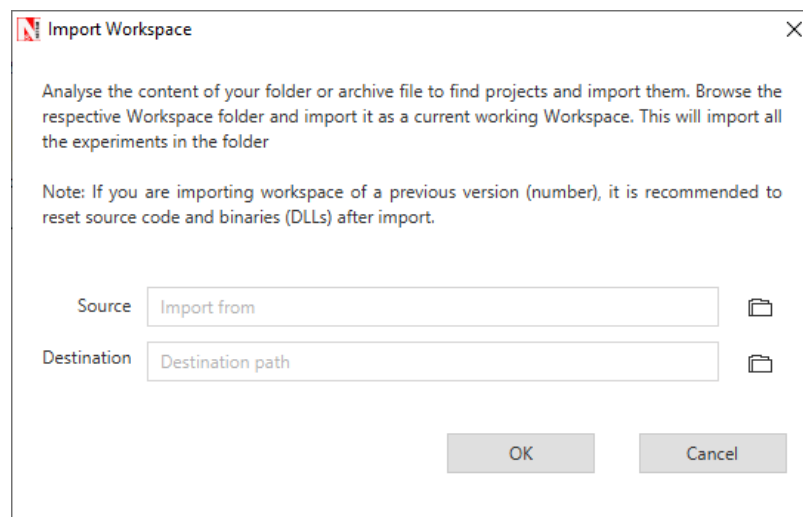 Import Workspace
Analyse the content of your folder or archive file to find projects and import them. Browse the
respective Workspace folder and import it as a current working Workspace. This will import all
the experiments in the folder
Note: If you are importing workspace of a previous version (number), it is recommended to
reset source code and binaries (DLLs) after import.
Source Import from
Destination Destination path
OK Cancel